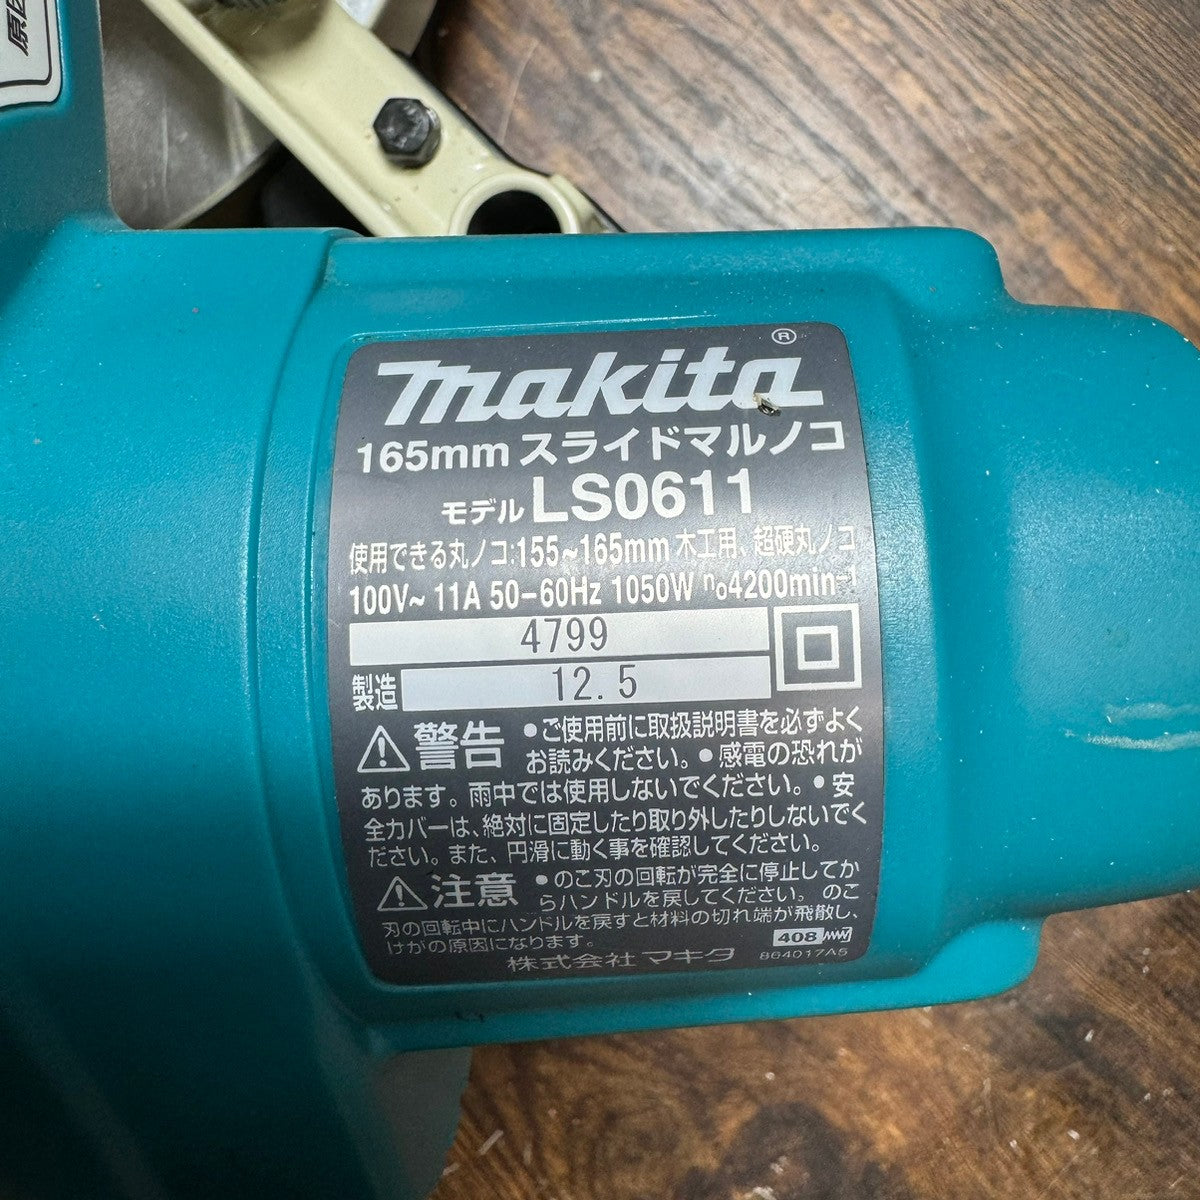 原因
makita®
165mm スライドマルノコ
モデル LS0611
使用できる丸ノコ:155~165mm 木工用、超硬丸ノコ
100V~ 11A 50-60Hz 1050W n₀4200min⁻¹
4799
製造 12.5
警告 •ご使用前に取扱説明書を必ずよく
お読みください。•感電の恐れが
あります。雨中では使用しないでください。•安
全カバーは、絶対に固定したり取り外したりしないでく
ださい。また、円滑に動く事を確認してください。
注意 •のこ刃の回転が完全に停止してか
らハンドルを戻してください。のこ
刃の回転中にハンドルを戻すと材料の切れ端が飛散し、
けがの原因になります。
408
株式会社 マキタ 864017A5